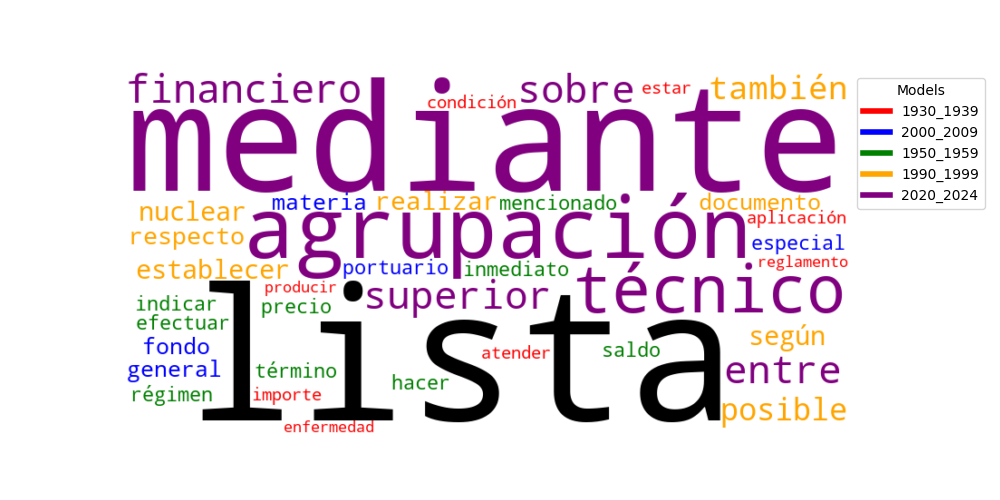 financiero
condición
sobre
estar
también
mediante
materia
realizar
mencionado
documento
nuclear
agrupación
aplicación
respecto
especial
reglamento
establecer
portuario
inmediato
producir
superior
técnico
indicar
precio
efectuar
lista
fondo
atender
saldo
según
general
término
hacer
entre
régimen
importe
posible
enfermedad
Models
1930_1939
2000_2009
1950_1959
1990_1999
2020_2024